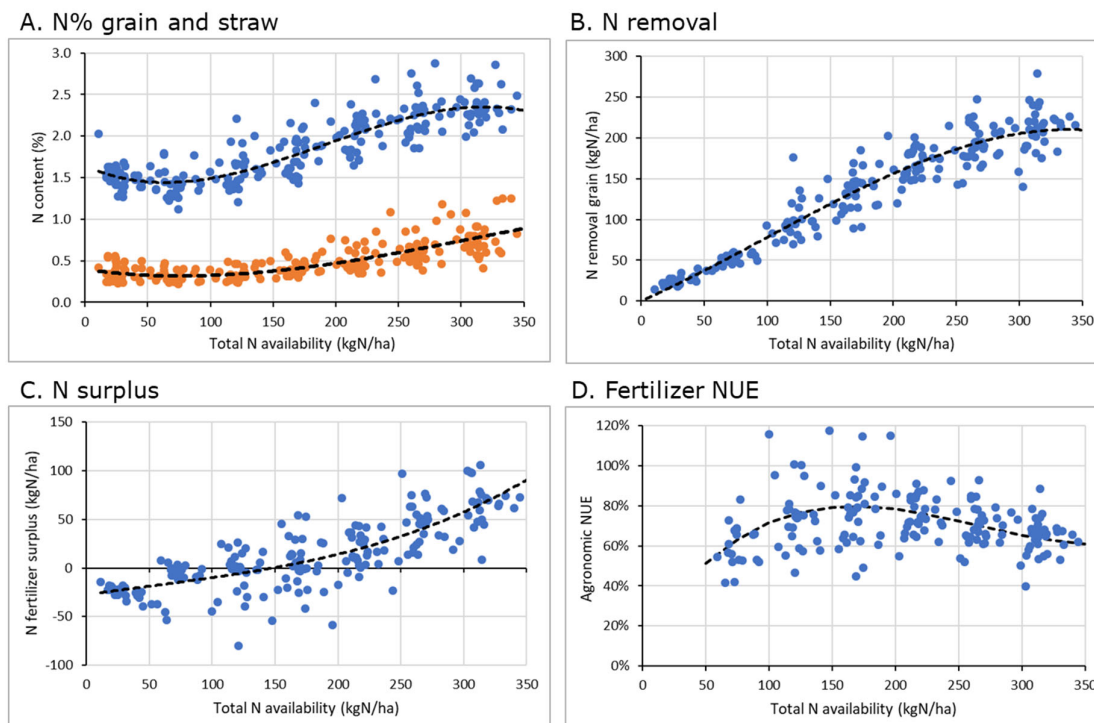 A. N% grain and straw
3.0
2.5
2.0
1.5
1.0
0.5
0.0
N content (%)
0 50 100 150 200 250 300 350
Total N availability (kgN/ha)
B. N removal
300
250
200
150
100
50
0
N removal grain (kgN/ha)
0 50 100 150 200 250 300 350
Total N availability (kgN/ha)
C. N surplus
150
100
50
0
-50
-100
N fertilizer surplus (kgN/ha)
0 50 100 150 200 250 300 350
Total N availability (kgN/ha)
D. Fertilizer NUE
120%
100%
80%
60%
40%
20%
0%
Agronomic NUE
0 50 100 150 200 250 300 350
Total N availability (kgN/ha)